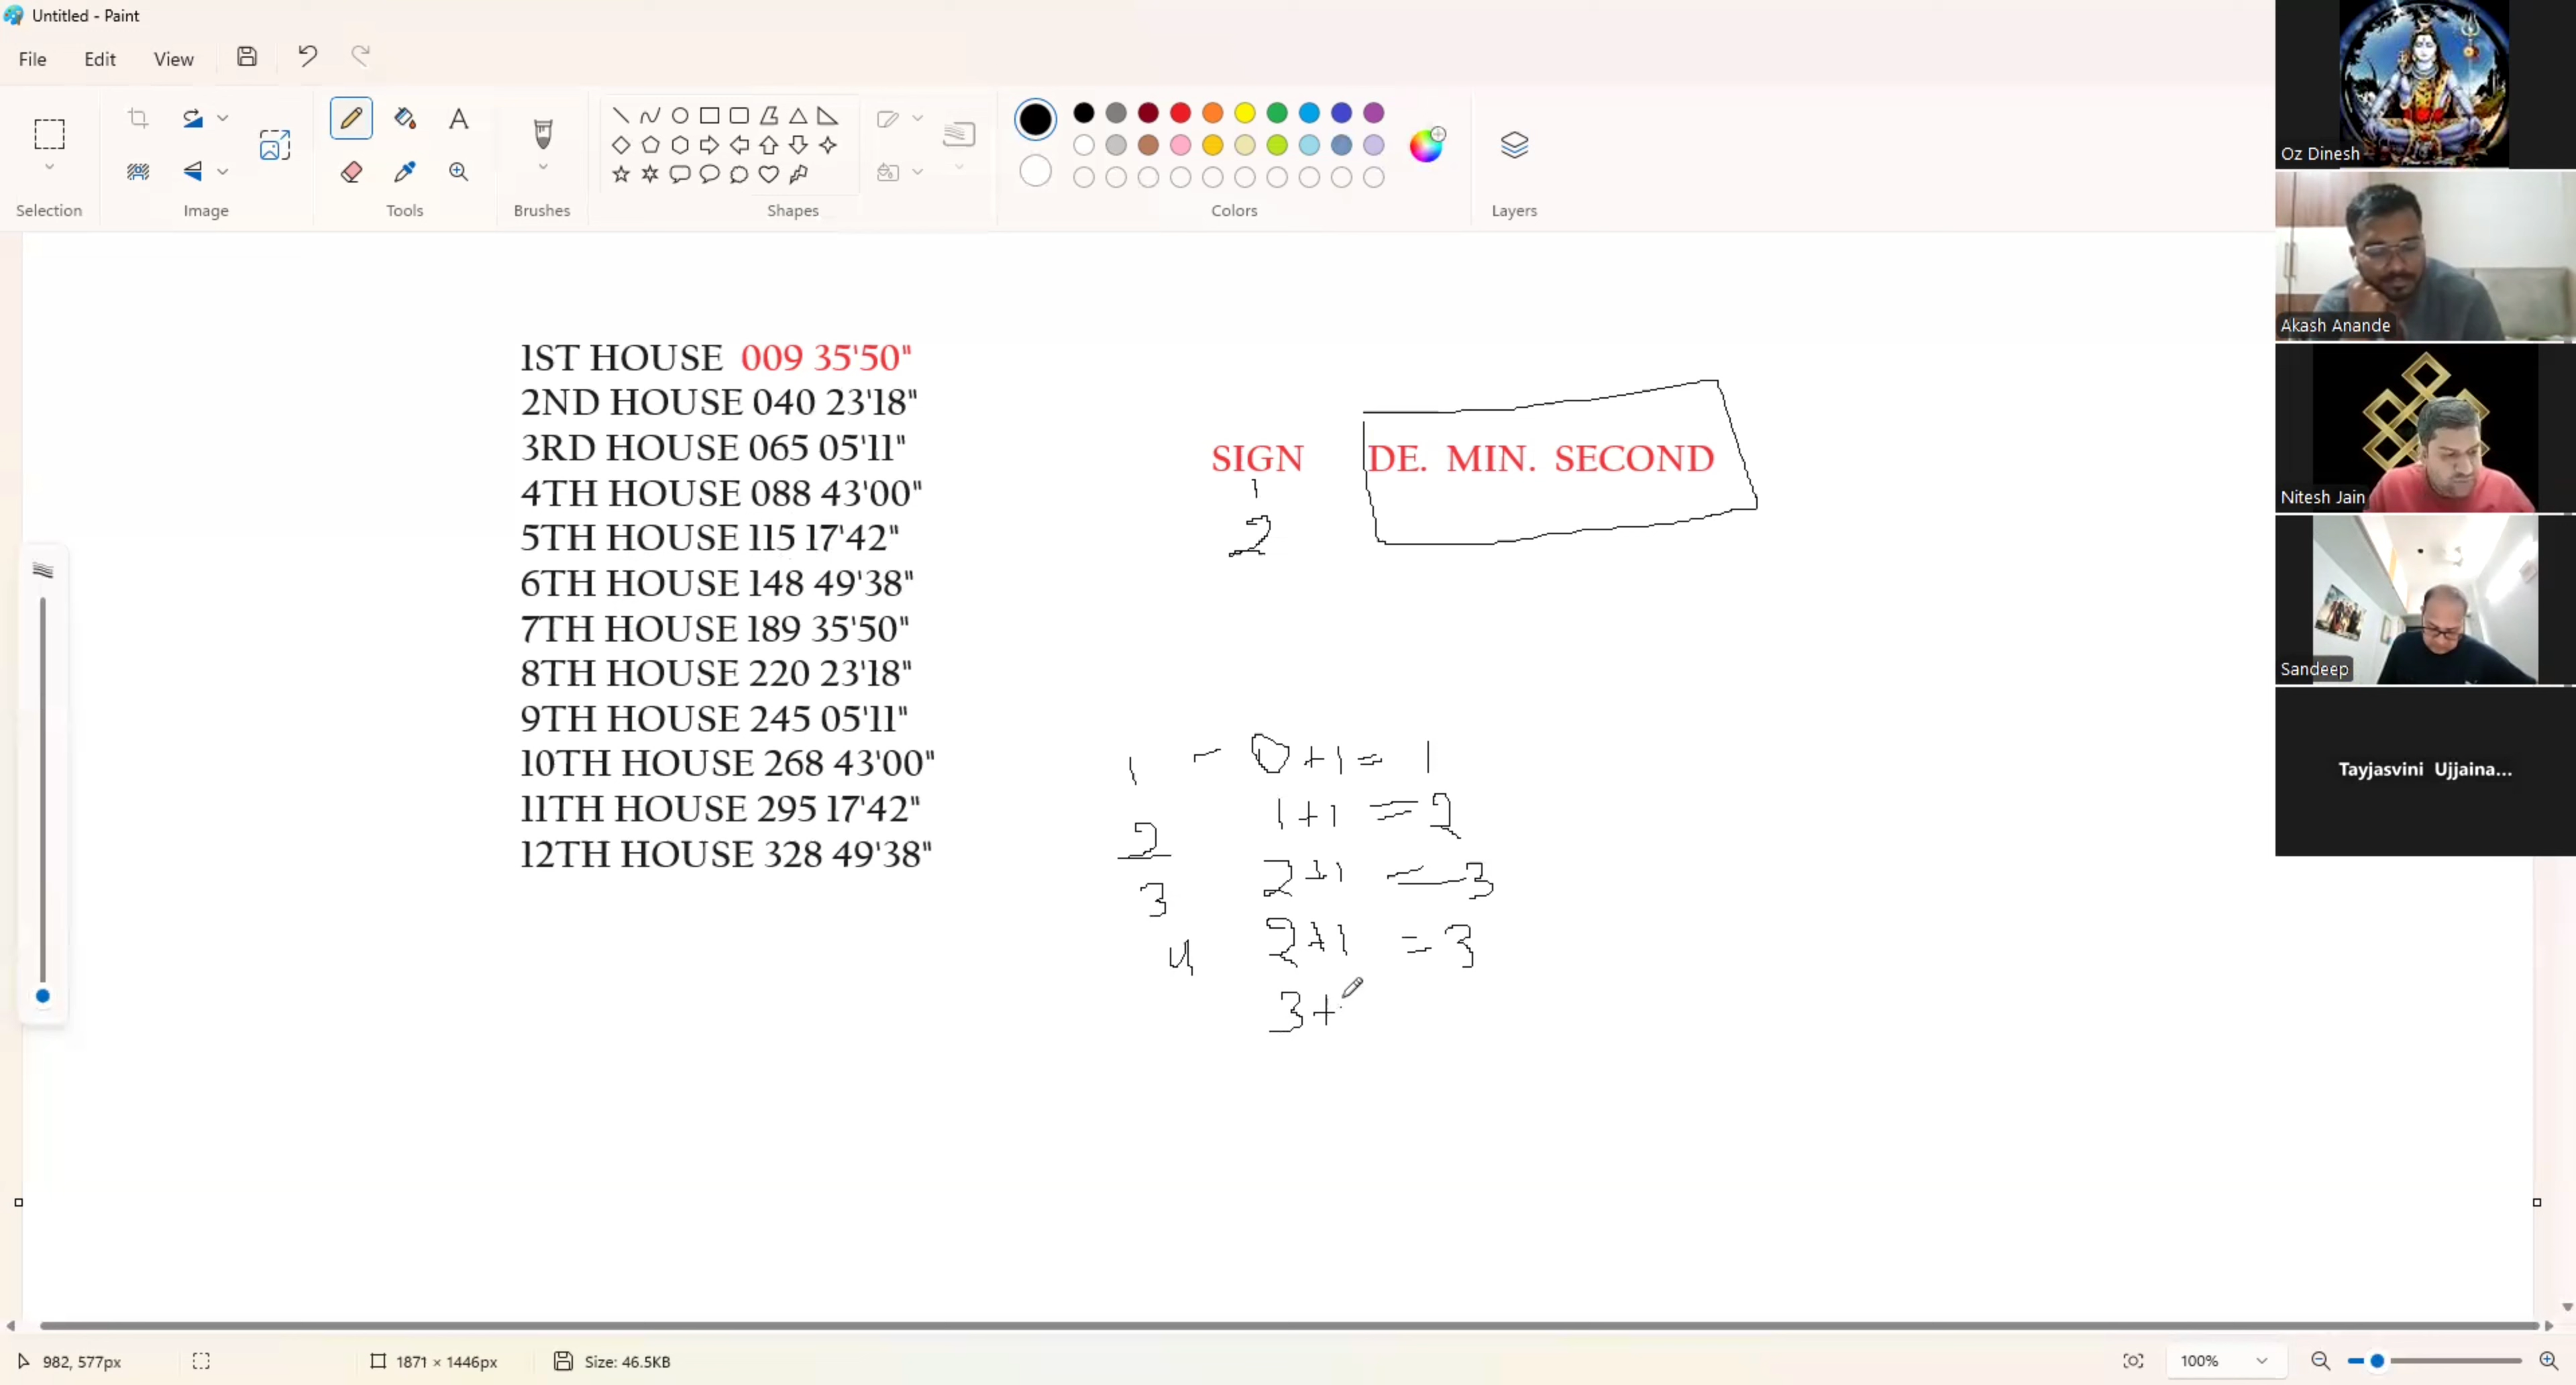 Untitled - Paint
File Edit View
Selection Image Tools Brushes Shapes Colors Layers
A
1ST HOUSE 009 35'50"
2ND HOUSE 040 23'18"
3RD HOUSE 065 05'11"
4TH HOUSE 088 43'00"
5TH HOUSE 115 17'42"
6TH HOUSE 148 49'38"
7TH HOUSE 189 35'50"
8TH HOUSE 220 23'18"
9TH HOUSE 245 05'11"
10TH HOUSE 268 43'00"
11TH HOUSE 295 17'42"
12TH HOUSE 328 49'38"
SIGN DE. MIN. SECOND
1
2
1 - 0+1= 1
2 1+1 = 2
3 2+1 = 3
4 2+1 = 3
3+
Oz Dinesh
Akash Anande
Nitesh Jain
Sandeep
Tayjasvini Ujjaina...
982, 577px 1871 × 1446px Size: 46.5KB 100%